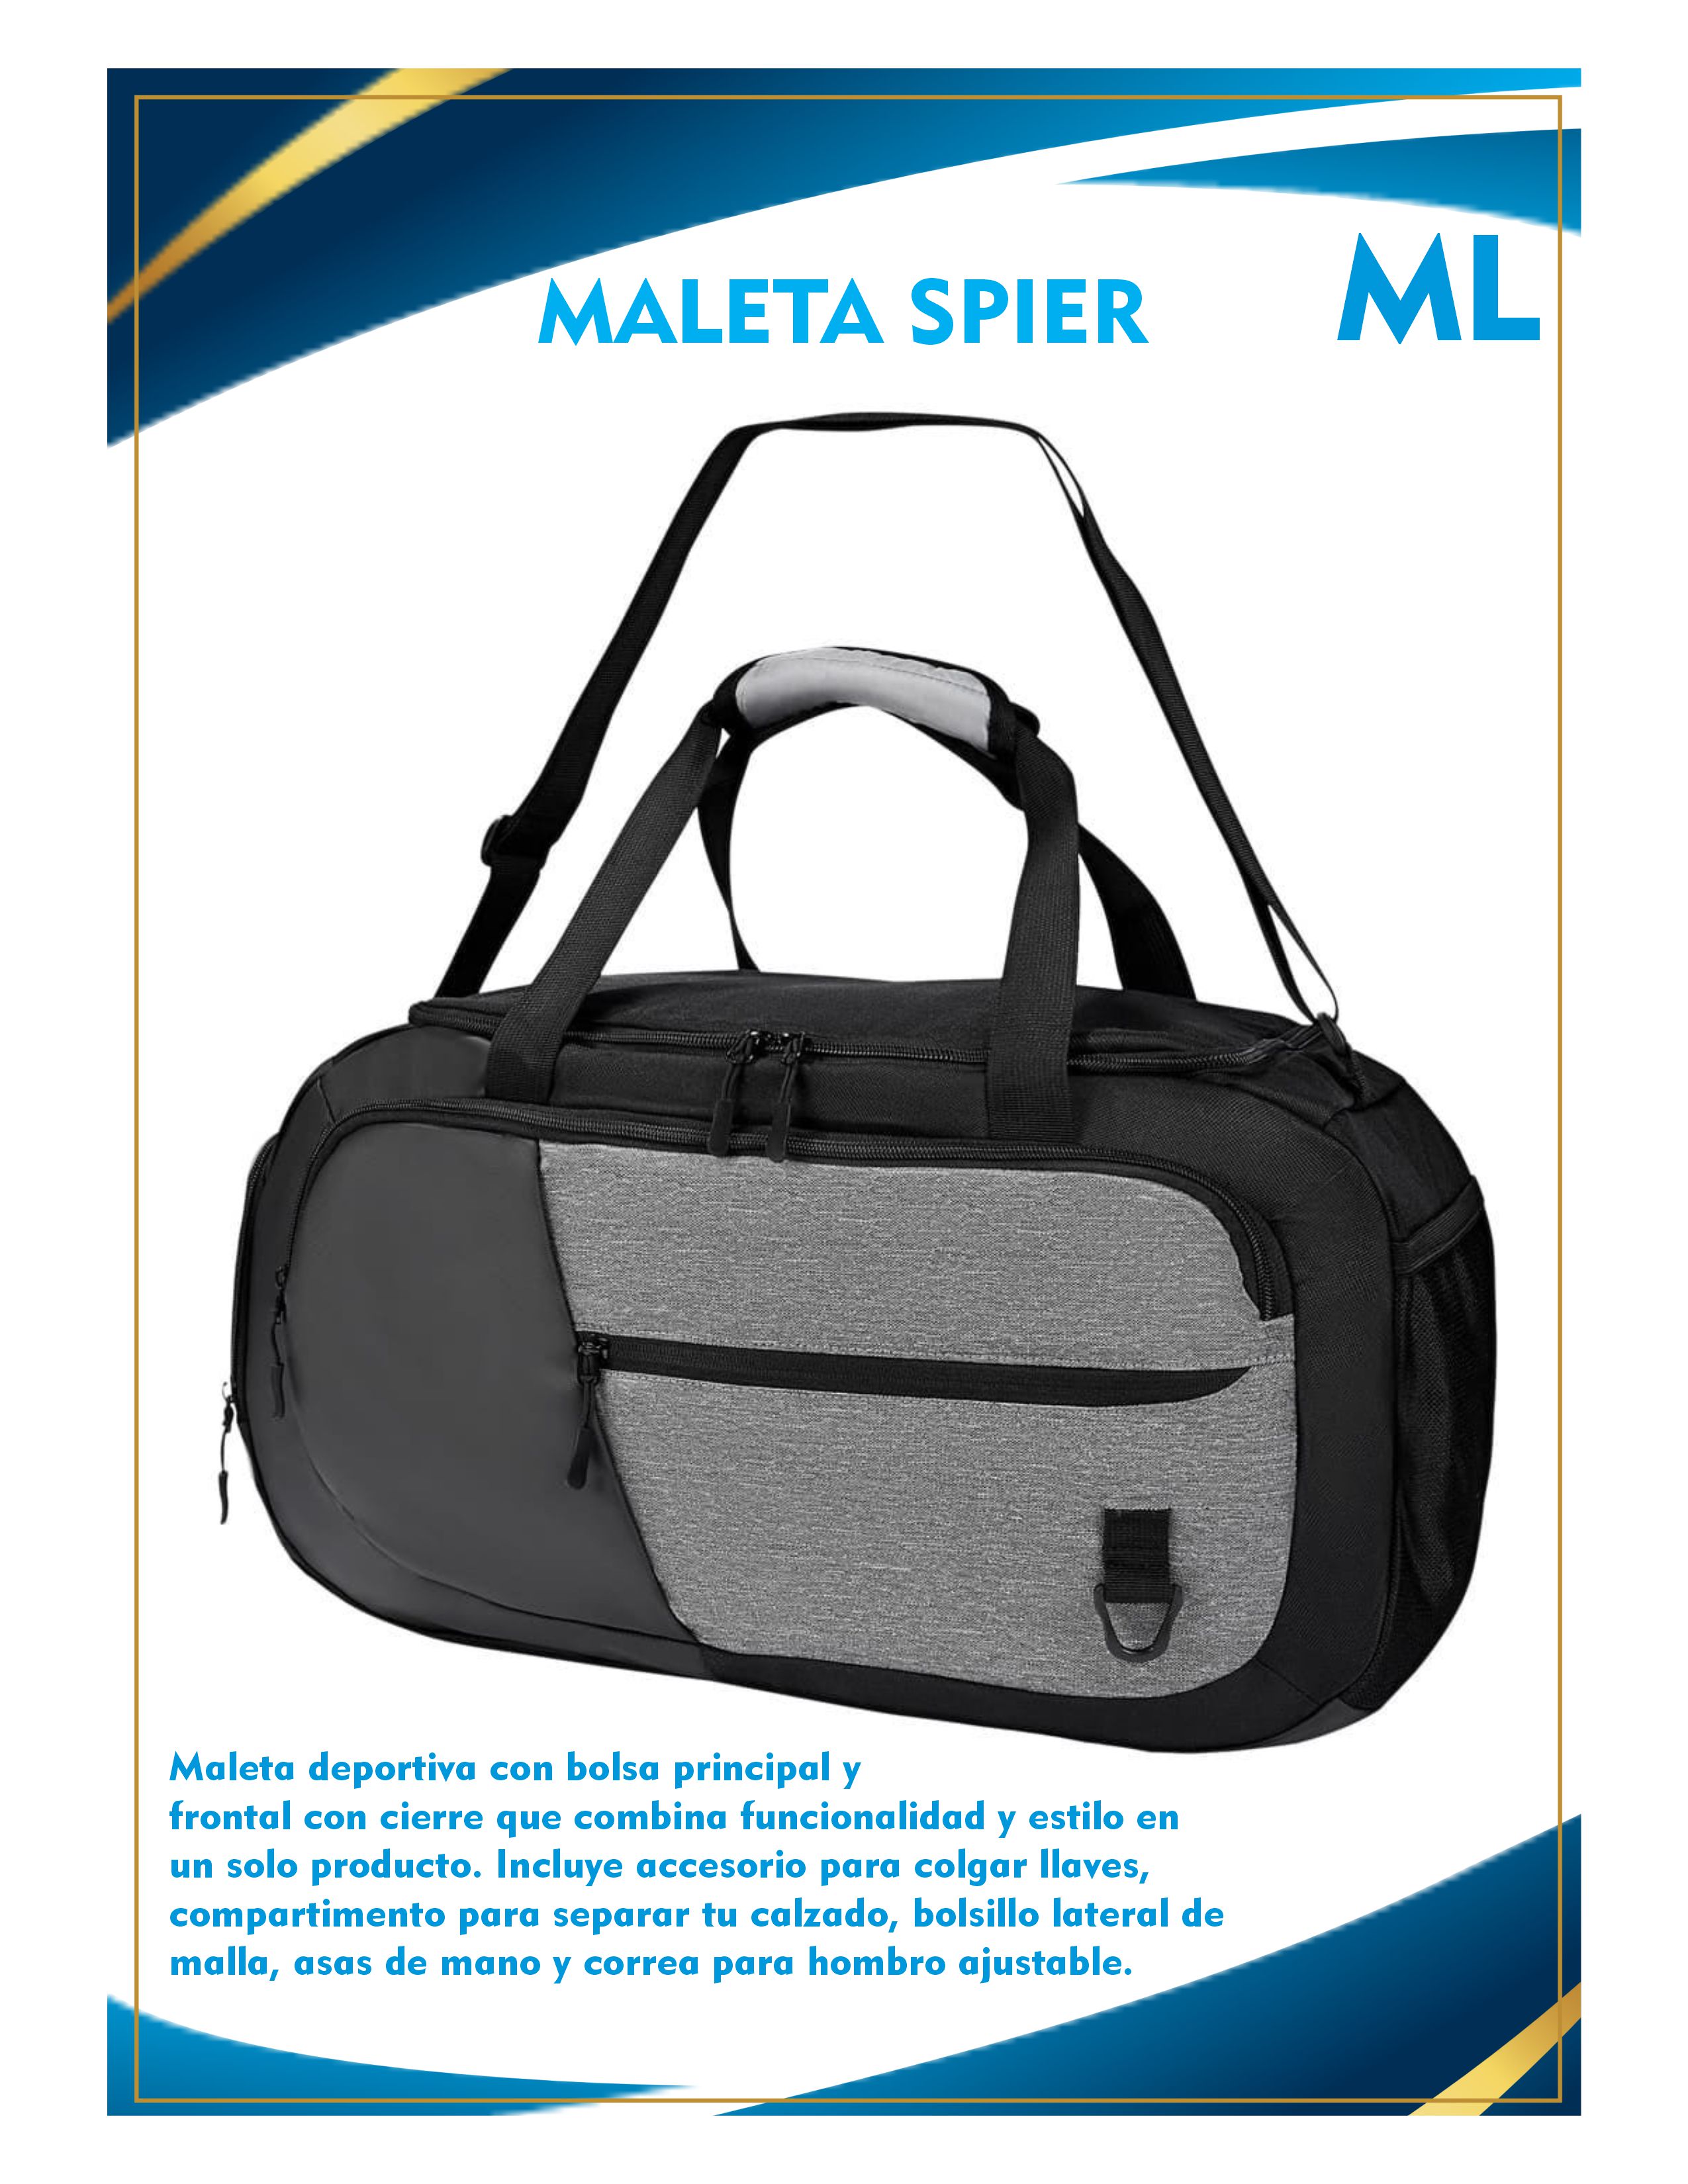 MALETA SPIER
ML
Maleta deportiva con bolsa principal y
frontal con cierre que combina funcionalidad y estilo en
un solo producto. Incluye accesorio para colgar llaves,
compartimento para separar tu calzado, bolsillo lateral de
malla, asas de mano y correa para hombro ajustable.